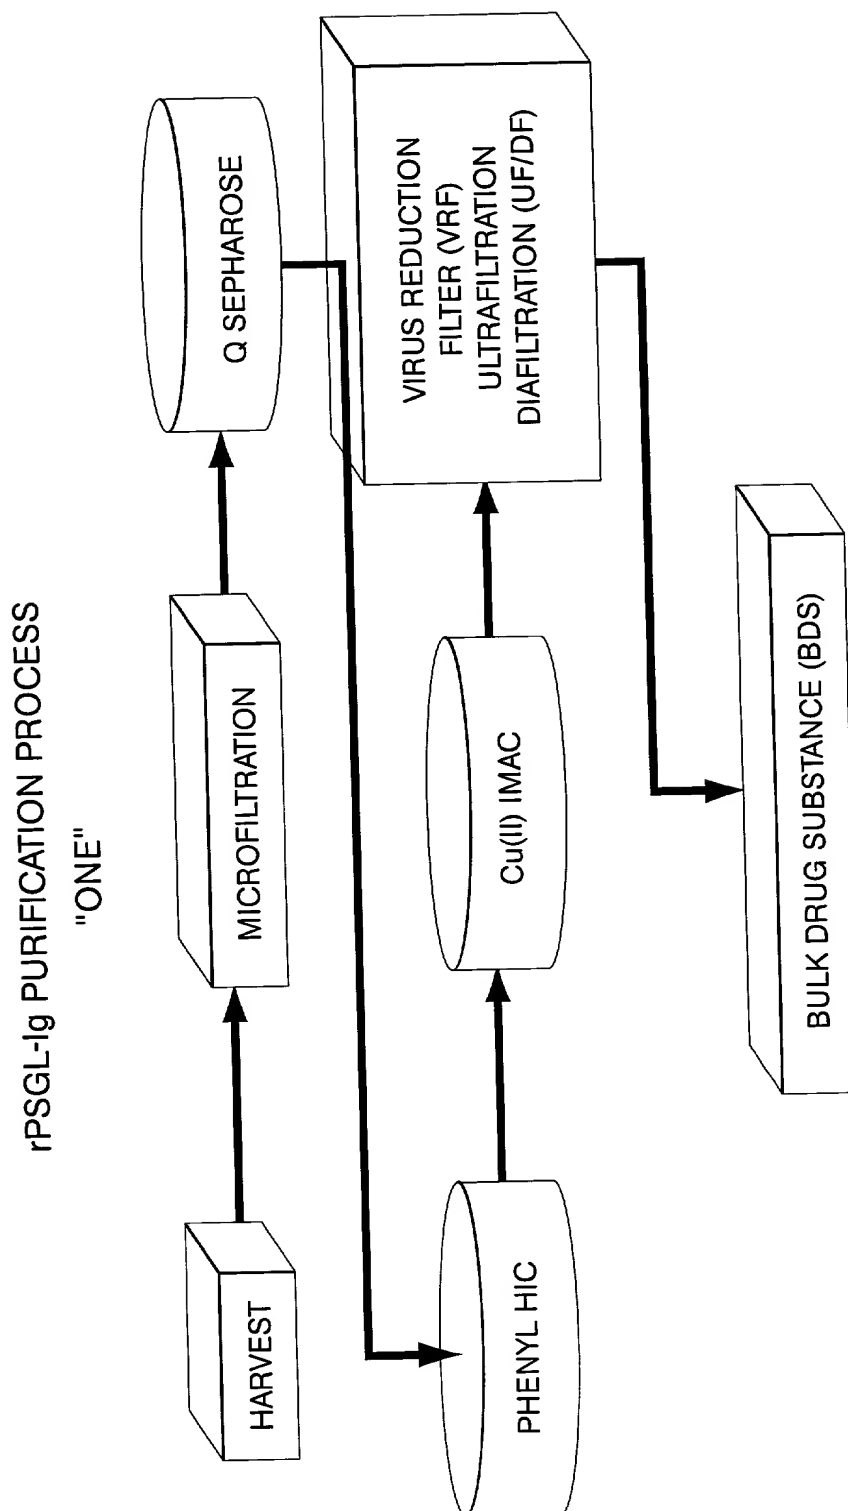 rPSGL-Ig PURIFICATION PROCESS
"ONE"
HARVEST
MICROFILTRATION
Q SEPHAROSE
PHENYL HIC
Cu(II) IMAC
VIRUS REDUCTION
FILTER (VRF)
ULTRAFILTRATION
DIAFILTRATION (UF/DF)
BULK DRUG SUBSTANCE (BDS)